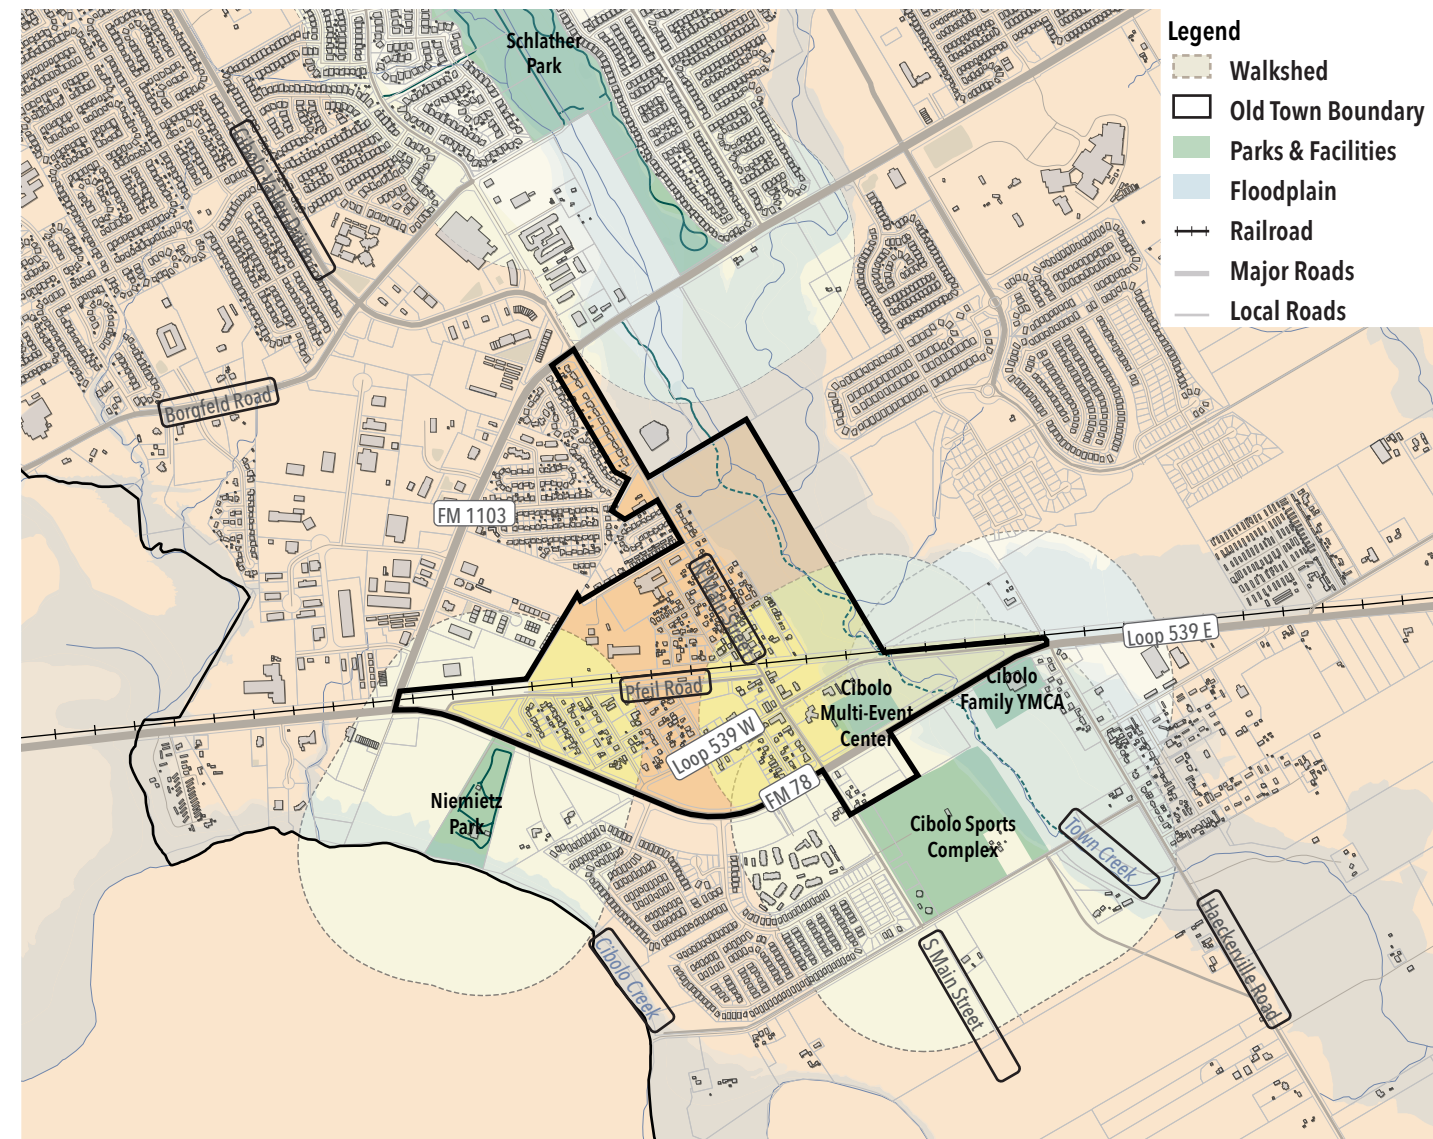 Schlather
Park
Legend
Walkshed
Old Town Boundary
Parks & Facilities
Floodplain
Railroad
Major Roads
Local Roads
Borgfeld Road
FM 1103
N Main Street
Loop 539 E
Pfeil Road
Cibolo
Multi-Event
Center
Cibolo
Family YMCA
Loop 539 W
FM 78
Niemietz
Park
Cibolo Sports
Complex
Town Creek
Haeckerville Road
Cibolo Creek
S Main Street